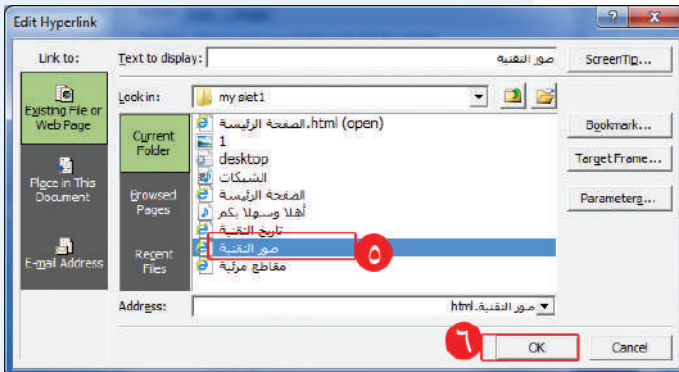 Edit Hyperlink
Link to:
Text to display:
صور التقنية
ScreenTip...
Existing File or
Web Page
Place in This
Document
E-mail Address
Look in:
my siet1
Current
Folder
Browsed
Pages
Recent
Files
الصفحة الرئيسة.html (open)
1
desktop
الشبكات
الصفحة الرئيسة
أهلا وسهلا بكم
تاريخ التقنية
صور التقنية
٥
مقاطع مرئية
Bookmark...
Target Frame...
Parameters...
Address:
صور التقنية.html
٦
OK
Cancel